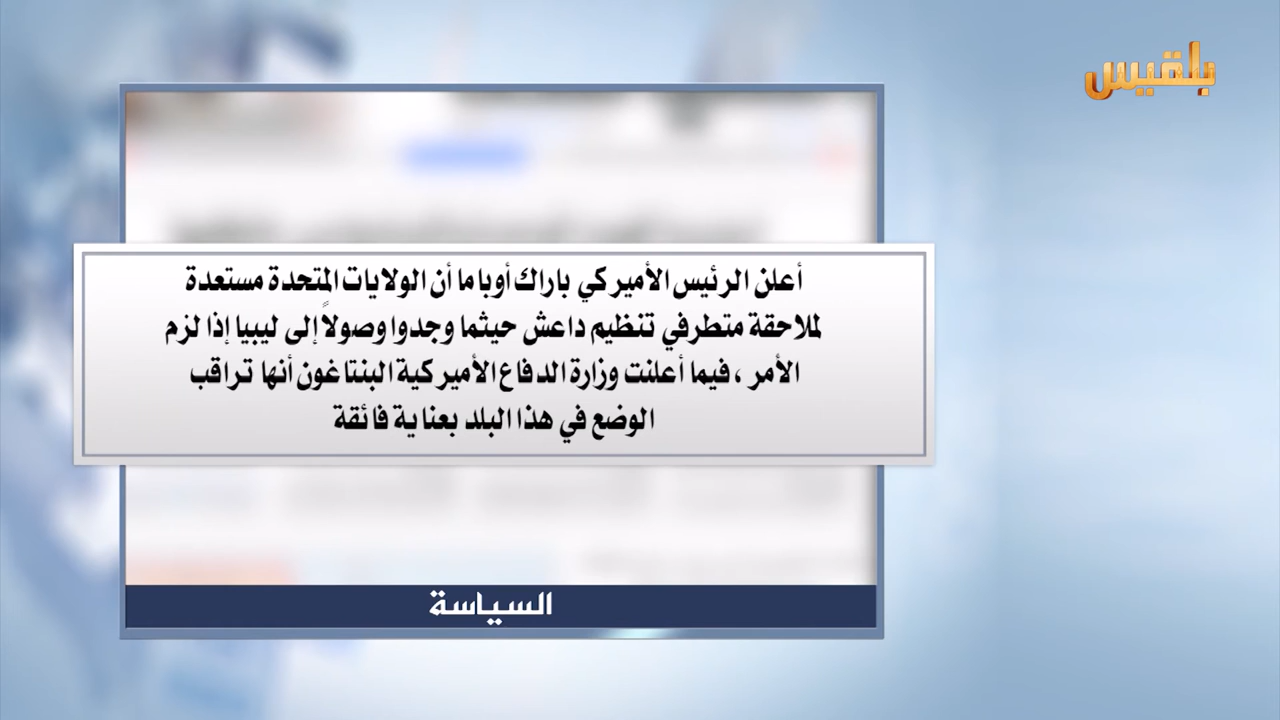 بلقيس
أعلن الرئيس الأميركي باراك أوباما أن الولايات المتحدة مستعدة
لملاحقة متطرفي تنظيم داعش حيثما وجدوا وصولاً إلى ليبيا إذا لزم
الأمر ، فيما أعلنت وزارة الدفاع الأميركية البنتاغون أنها تراقب
الوضع في هذا البلد بعناية فائقة
السياسة